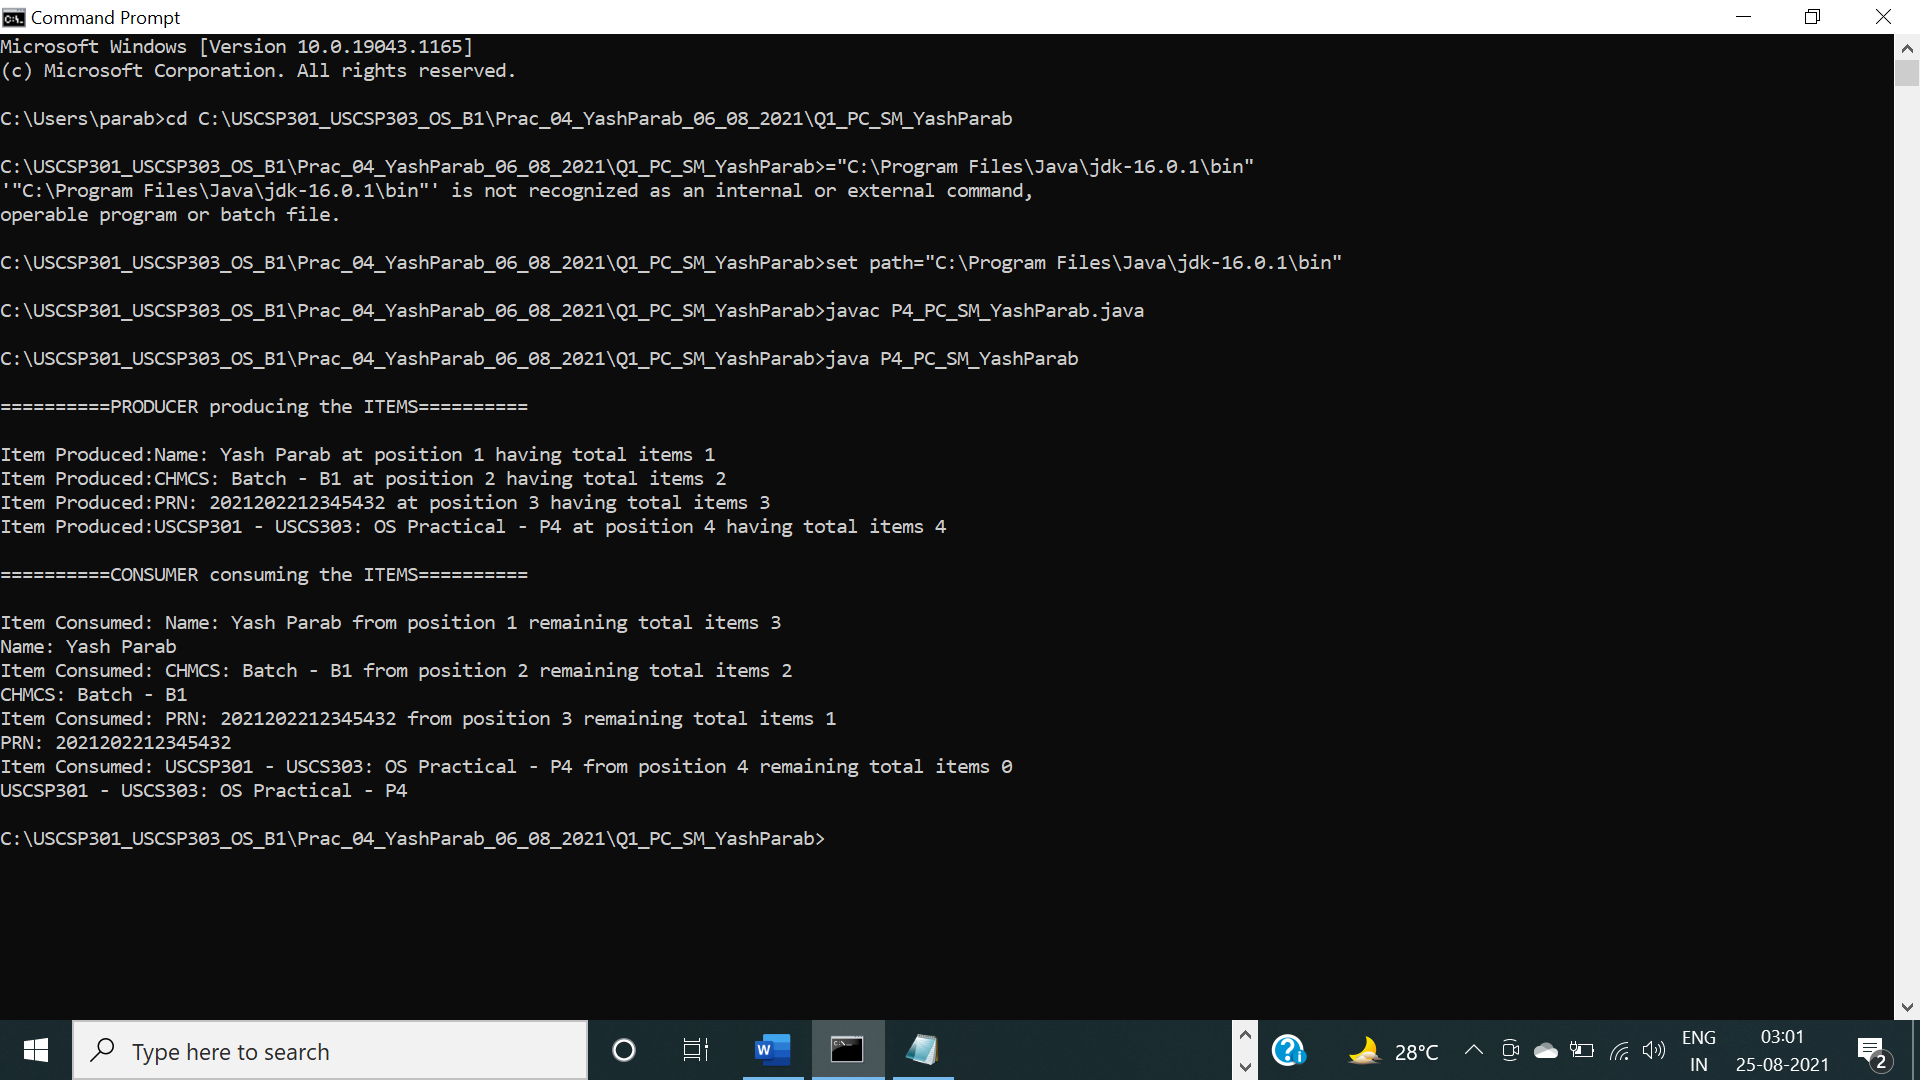 Command Prompt
Microsoft Windows [Version 10.0.19043.1165]
(c) Microsoft Corporation. All rights reserved.
C:\Users\parab>cd C:\USCSP301_USCSP303_OS_B1\Prac_04_YashParab_06_08_2021\Q1_PC_SM_YashParab
C:\USCSP301_USCSP303_OS_B1\Prac_04_YashParab_06_08_2021\Q1_PC_SM_YashParab>="C:\Program Files\Java\jdk-16.0.1\bin"
'"C:\Program Files\Java\jdk-16.0.1\bin"' is not recognized as an internal or external command,
operable program or batch file.
C:\USCSP301_USCSP303_OS_B1\Prac_04_YashParab_06_08_2021\Q1_PC_SM_YashParab>set path="C:\Program Files\Java\jdk-16.0.1\bin"
C:\USCSP301_USCSP303_OS_B1\Prac_04_YashParab_06_08_2021\Q1_PC_SM_YashParab>javac P4_PC_SM_YashParab.java
C:\USCSP301_USCSP303_OS_B1\Prac_04_YashParab_06_08_2021\Q1_PC_SM_YashParab>java P4_PC_SM_YashParab
==========PRODUCER producing the ITEMS==========
Item Produced:Name: Yash Parab at position 1 having total items 1
Item Produced:CHMCS: Batch - B1 at position 2 having total items 2
Item Produced:PRN: 2021202212345432 at position 3 having total items 3
Item Produced:USCSP301 - USCS303: OS Practical - P4 at position 4 having total items 4
==========CONSUMER consuming the ITEMS==========
Item Consumed: Name: Yash Parab from position 1 remaining total items 3
Name: Yash Parab
Item Consumed: CHMCS: Batch - B1 from position 2 remaining total items 2
CHMCS: Batch - B1
Item Consumed: PRN: 2021202212345432 from position 3 remaining total items 1
PRN: 2021202212345432
Item Consumed: USCSP301 - USCS303: OS Practical - P4 from position 4 remaining total items 0
USCSP301 - USCS303: OS Practical - P4
C:\USCSP301_USCSP303_OS_B1\Prac_04_YashParab_06_08_2021\Q1_PC_SM_YashParab>
Type here to search
28°C
ENG
IN
03:01
25-08-2021
2